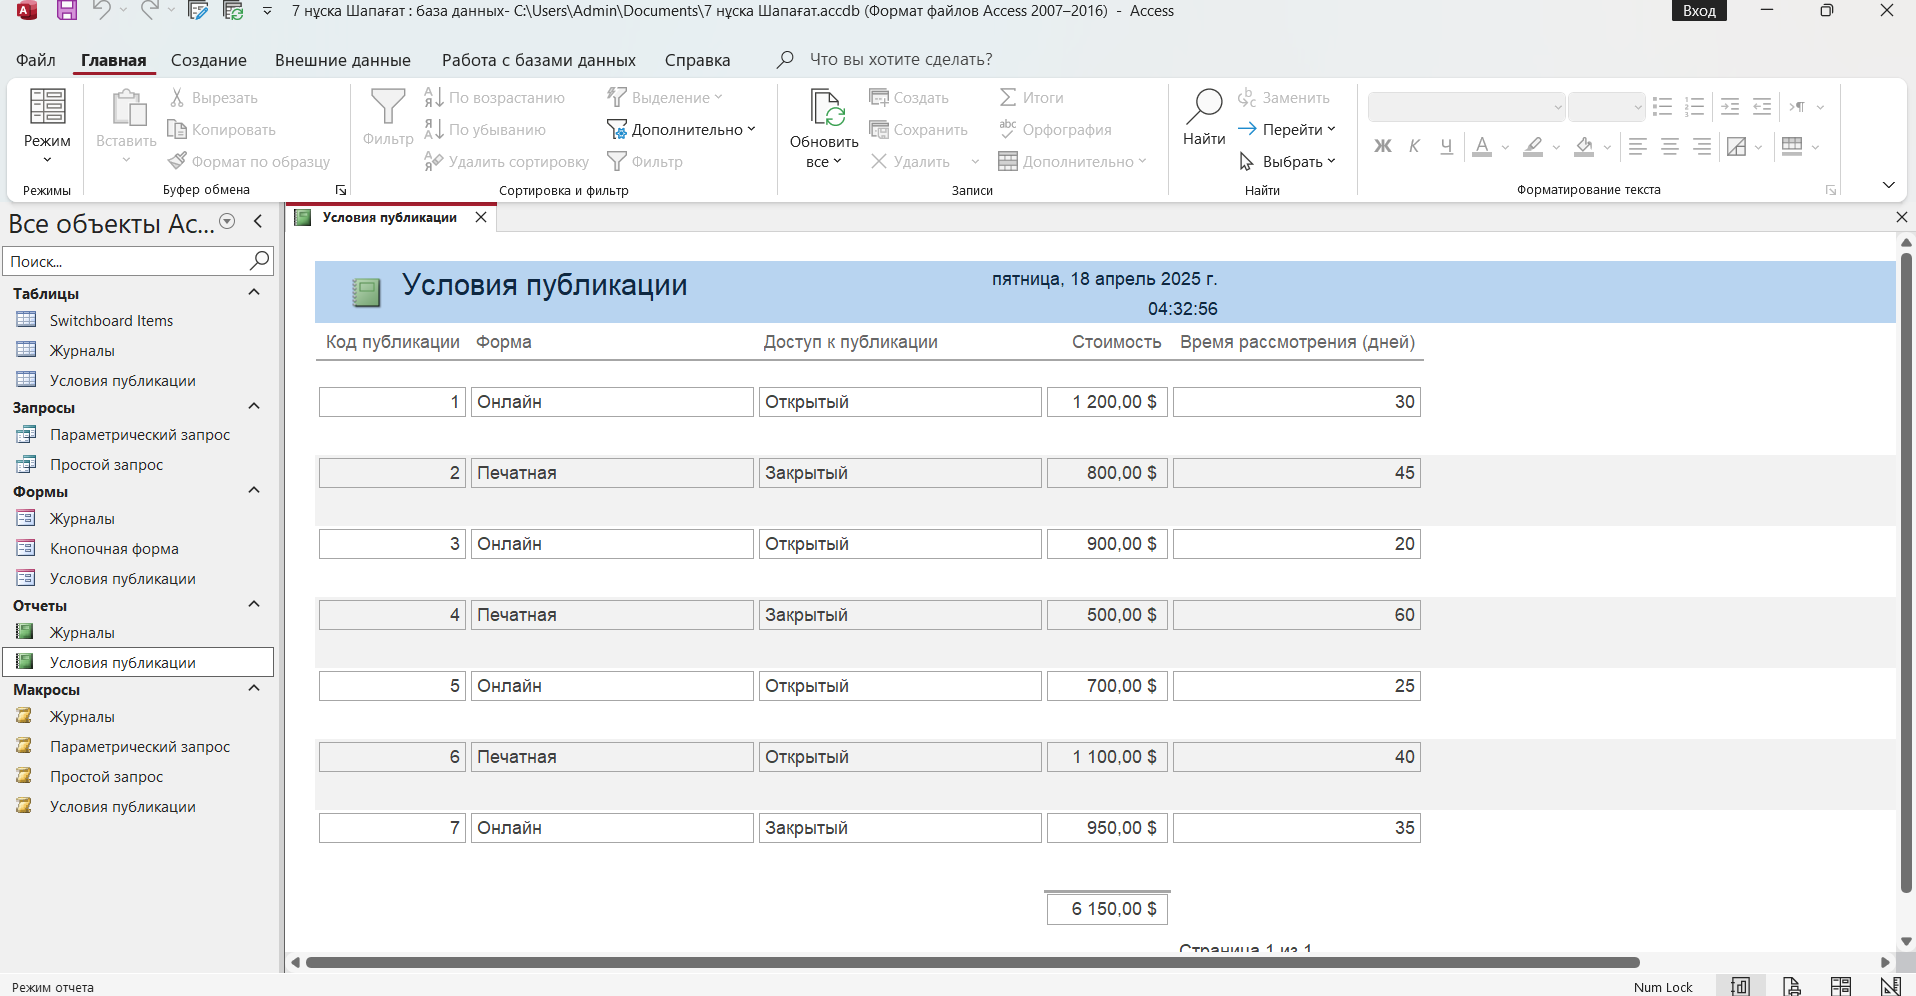 7 нұска Шапағат : база данных- C:\Users\Admin\Documents\7 нұска Шапағат.accdb (Формат файлов Access 2007–2016) - Access
Вход
Файл Главная Создание Внешние данные Работа с базами данных Справка Что вы хотите сделать?
Режим
Режимы
Вставить
Вырезать
Копировать
Формат по образцу
Буфер обмена
Фильтр
По возрастанию
По убыванию
Удалить сортировку
Выделение
Дополнительно
Фильтр
Сортировка и фильтр
Обновить
все
Создать
Сохранить
Удалить
Итоги
Орфография
Дополнительно
Записи
Найти
Заменить
Перейти
Выбрать
Найти
Ж К Ч А
Форматирование текста
Все объекты Ac...
Поиск...
Таблицы
Switchboard Items
Журналы
Условия публикации
Запросы
Параметрический запрос
Простой запрос
Формы
Журналы
Кнопочная форма
Условия публикации
Отчеты
Журналы
Условия публикации
Макросы
Журналы
Параметрический запрос
Простой запрос
Условия публикации
Условия публикации
Условия публикации
пятница, 18 апрель 2025 г.
04:32:56
Код публикации Форма Доступ к публикации Стоимость Время рассмотрения (дней)
1 Онлайн Открытый 1 200,00 $ 30
2 Печатная Закрытый 800,00 $ 45
3 Онлайн Открытый 900,00 $ 20
4 Печатная Закрытый 500,00 $ 60
5 Онлайн Открытый 700,00 $ 25
6 Печатная Открытый 1 100,00 $ 40
7 Онлайн Закрытый 950,00 $ 35
6 150,00 $
Страница 1 из 1
Режим отчета
Num Lock